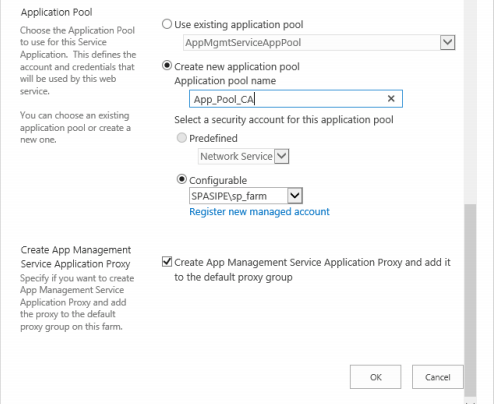 Application Pool
Choose the Application Pool
to use for this Service
Application. This defines the
account and credentials that
will be used by this web
service.
You can choose an existing
application pool or create a
new one.
Use existing application pool
AppMgmtServiceAppPool
Create new application pool
Application pool name
App_Pool_CA
Select a security account for this application pool
Predefined
Network Service
Configurable
SPASIPE\sp_farm
Register new managed account
Create App Management
Service Application Proxy
Specify if you want to create
App Management Service
Application Proxy and add
the proxy to the default
proxy group on this farm.
Create App Management Service Application Proxy and add it
to the default proxy group
OK
Cancel